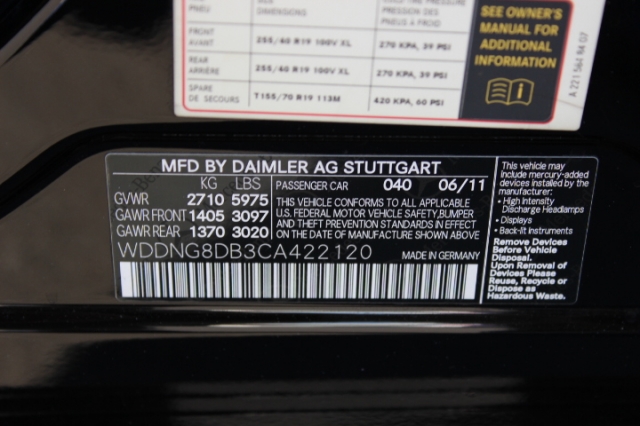 PNEU DIMENSIONS PNEUS À FROID
FRONT
AVANT 255/40 R19 100V XL 270 KPA, 39 PSI
REAR
ARRIÈRE 255/40 R19 100V XL 270 KPA, 39 PSI
SPARE
DE SECOURS T155/70 R19 113M 420 KPA, 60 PSI
SEE OWNER'S
MANUAL FOR
ADDITIONAL
INFORMATION
A 221 584 84 07
MFD BY DAIMLER AG STUTTGART
KG LBS
GVWR 2710 5975
GAWR FRONT 1405 3097
GAWR REAR 1370 3020
PASSENGER CAR 040 06/11
THIS VEHICLE CONFORMS TO ALL APPLICABLE
U.S. FEDERAL MOTOR VEHICLE SAFETY, BUMPER
AND THEFT PREVENTION STANDARDS IN EFFECT
ON THE DATE OF MANUFACTURE SHOWN ABOVE.
WDDNG8DB3CA422120 MADE IN GERMANY
This vehicle may
include mercury-added
devices installed by the
manufacturer:
• High Intensity
Discharge Headlamps
• Displays
• Back-lit Instruments
Remove Devices
Before Vehicle
Disposal.
Upon Removal of
Devices Please
Reuse, Recycle or
Dispose as
Hazardous Waste.